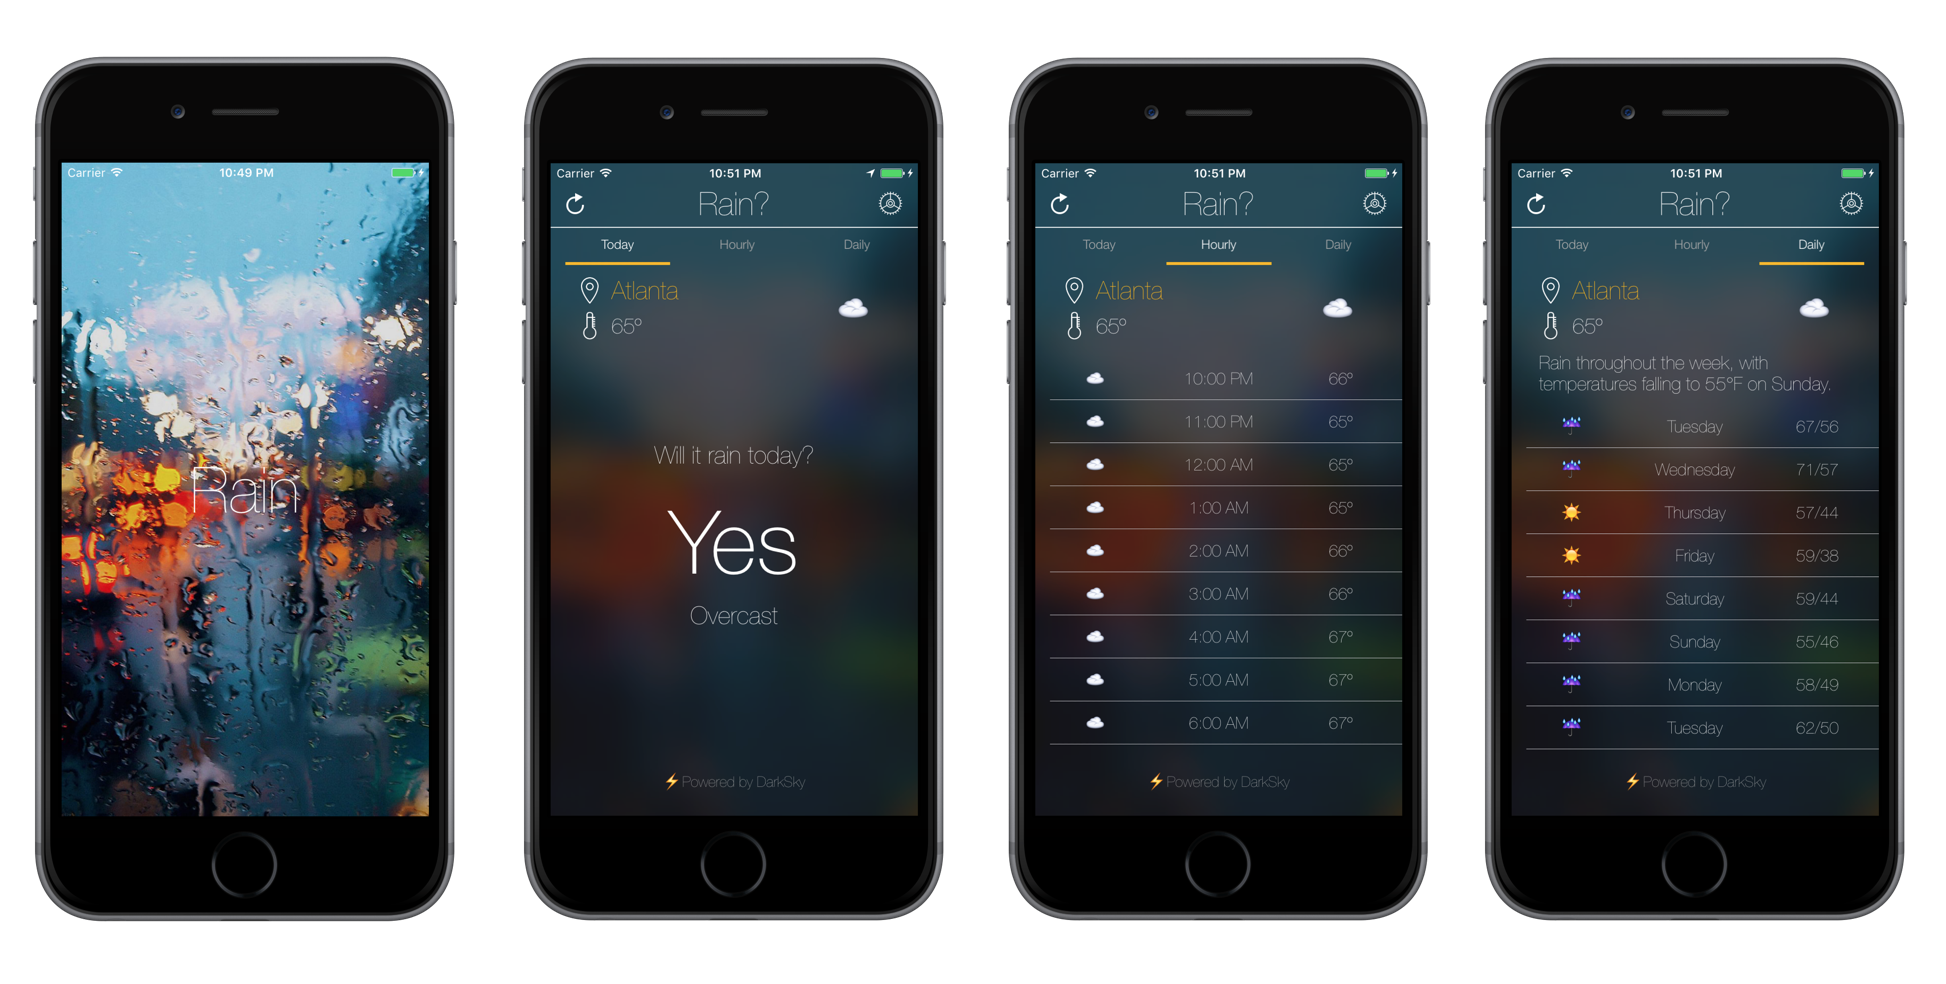 Carrier 10:49 PM
Rain
Carrier 10:51 PM
Rain?
Today Hourly Daily
Atlanta
65°
Will it rain today?
Yes
Overcast
⚡Powered by DarkSky
Carrier 10:51 PM
Rain?
Today Hourly Daily
Atlanta
65°
10:00 PM 66°
11:00 PM 65°
12:00 AM 65°
1:00 AM 65°
2:00 AM 66°
3:00 AM 66°
4:00 AM 67°
5:00 AM 67°
6:00 AM 67°
⚡Powered by DarkSky
Carrier 10:51 PM
Rain?
Today Hourly Daily
Atlanta
65°
Rain throughout the week, with
temperatures falling to 55°F on Sunday.
Tuesday 67/56
Wednesday 71/57
Thursday 57/44
Friday 59/38
Saturday 59/44
Sunday 55/46
Monday 58/49
Tuesday 62/50
⚡Powered by DarkSky